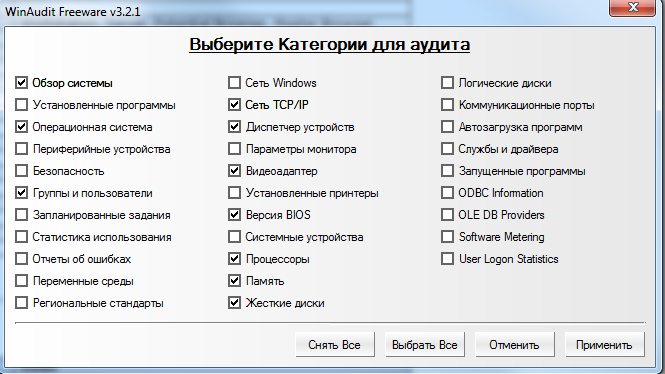 WinAudit Freeware v3.2.1
Выберите Категории для аудита
Обзор системы
Установленные программы
Операционная система
Периферийные устройства
Безопасность
Группы и пользователи
Запланированные задания
Статистика использования
Отчеты об ошибках
Переменные среды
Региональные стандарты
Сеть Windows
Сеть TCP/IP
Диспетчер устройств
Параметры монитора
Видеоадаптер
Установленные принтеры
Версия BIOS
Системные устройства
Процессоры
Память
Жесткие диски
Логические диски
Коммуникационные порты
Автозагрузка программ
Службы и драйвера
Запущенные программы
ODBC Information
OLE DB Providers
Software Metering
User Logon Statistics
Снять Все
Выбрать Все
Отменить
Применить